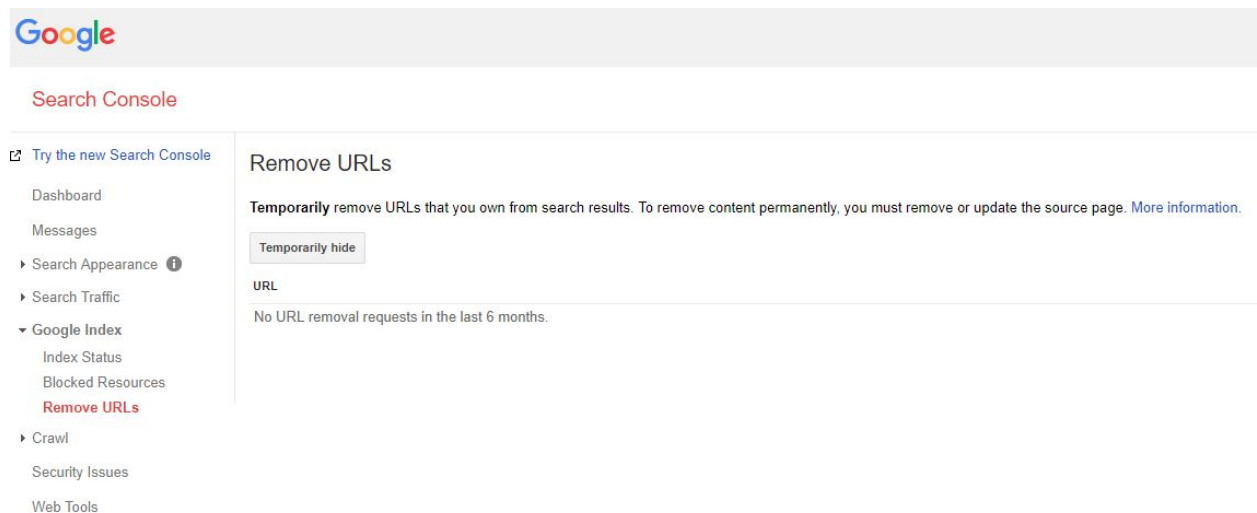 Google
Search Console
Try the new Search Console
Dashboard
Messages
Search Appearance
Search Traffic
Google Index
Index Status
Blocked Resources
Remove URLs
Crawl
Security Issues
Web Tools
Remove URLs
Temporarily remove URLs that you own from search results. To remove content permanently, you must remove or update the source page. More information.
Temporarily hide
URL
No URL removal requests in the last 6 months.